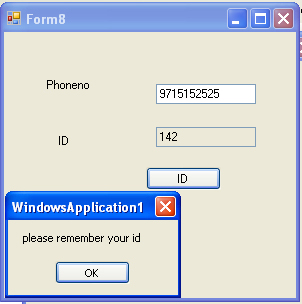 Form8
Phoneno
9715152525
ID
142
ID
WindowsApplication1
please remember your id
OK